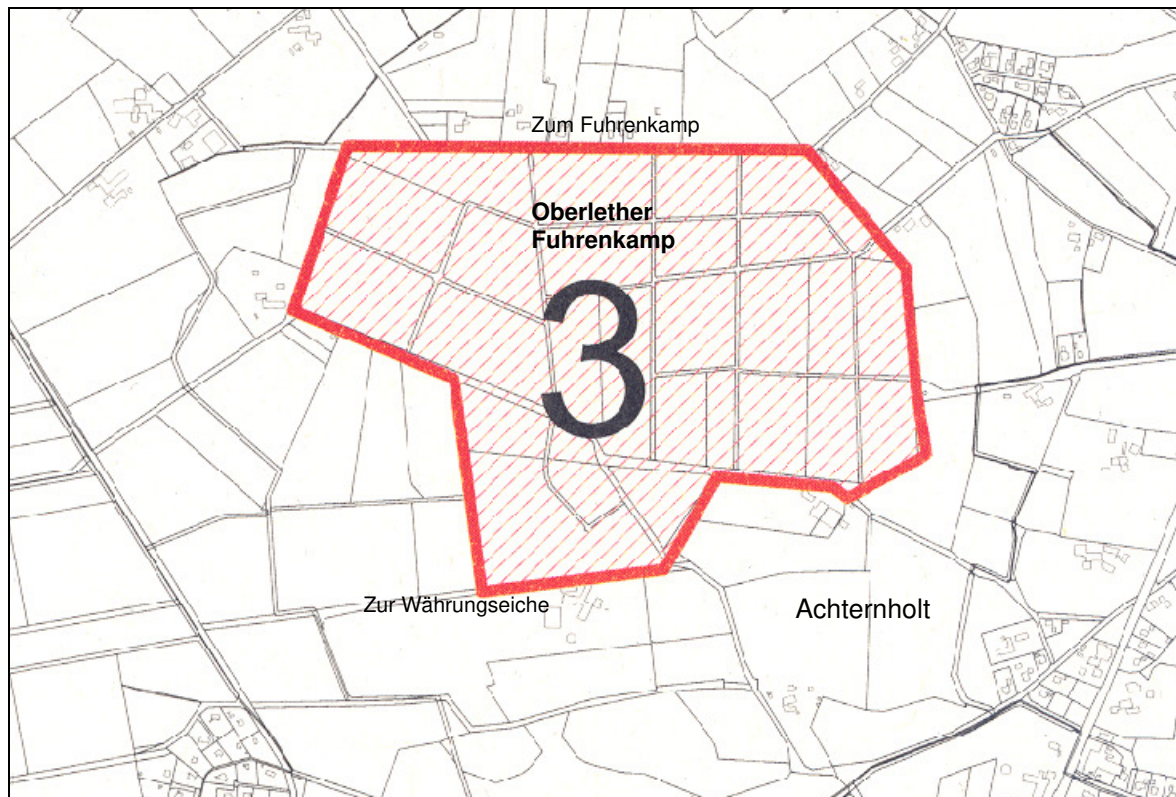 Zum Fuhrenkamp
Oberlether
Fuhrenkamp
3
Zur Währungseiche
Achternholt